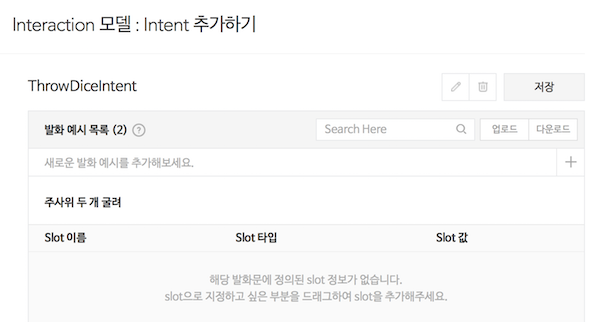 Interaction 모델 : Intent 추가하기
ThrowDiceIntent
저장
발화 예시 목록 (2) ?
Search Here
업로드
다운로드
새로운 발화 예시를 추가해보세요.
주사위 두 개 굴려
Slot 이름 Slot 타입 Slot 값
해당 발화문에 정의된 slot 정보가 없습니다.
slot으로 지정하고 싶은 부분을 드래그하여 slot을 추가해주세요.